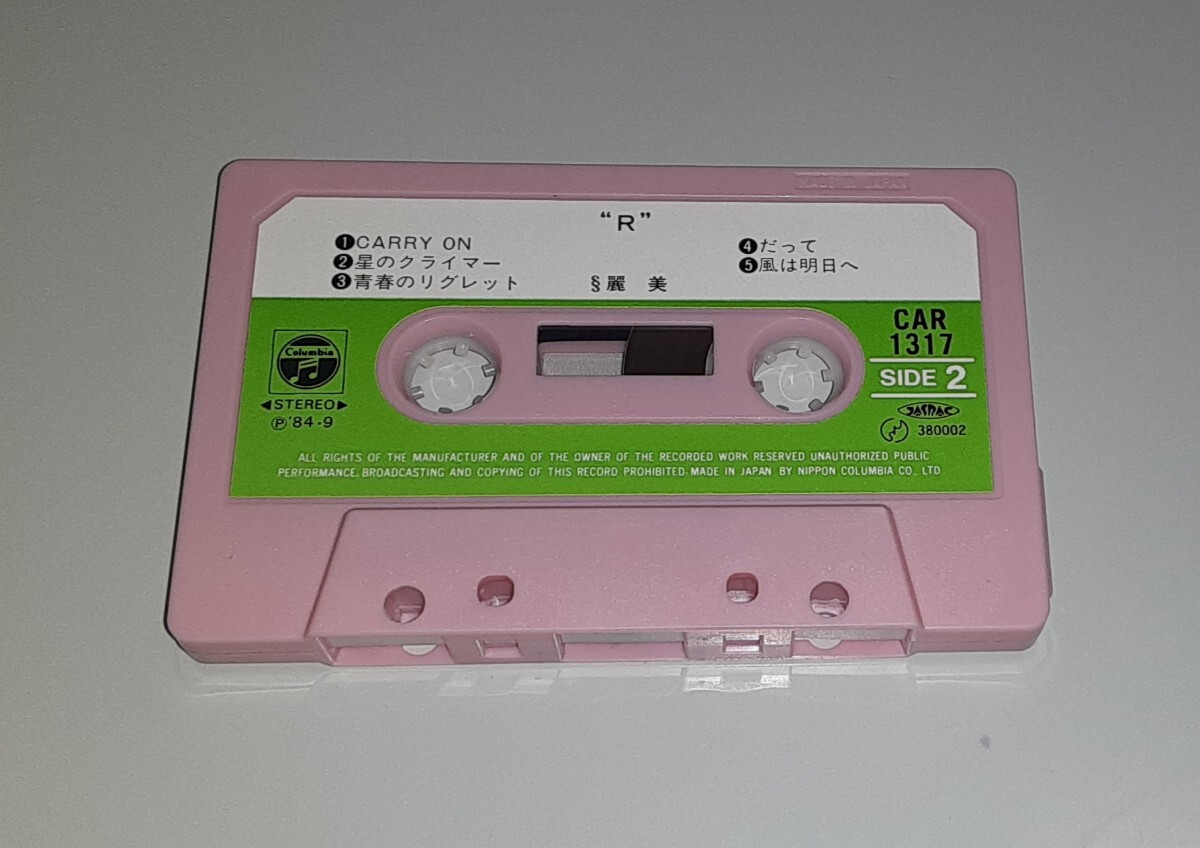 MADE IN JAPAN
“R”
❶CARRY ON
❷星のクライマー
❸青春のリグレット
❹だって
❺風は明日へ
§麗 美
Columbia
◀STEREO▶
Ⓟ'84-9
CAR
1317
SIDE 2
JASRAC
380002
ALL RIGHTS OF THE MANUFACTURER AND OF THE OWNER OF THE RECORDED WORK RESERVED UNAUTHORIZED PUBLIC
PERFORMANCE, BROADCASTING AND COPYING OF THIS RECORD PROHIBITED·MADE IN JAPAN BY NIPPON COLUMBIA CO., LTD